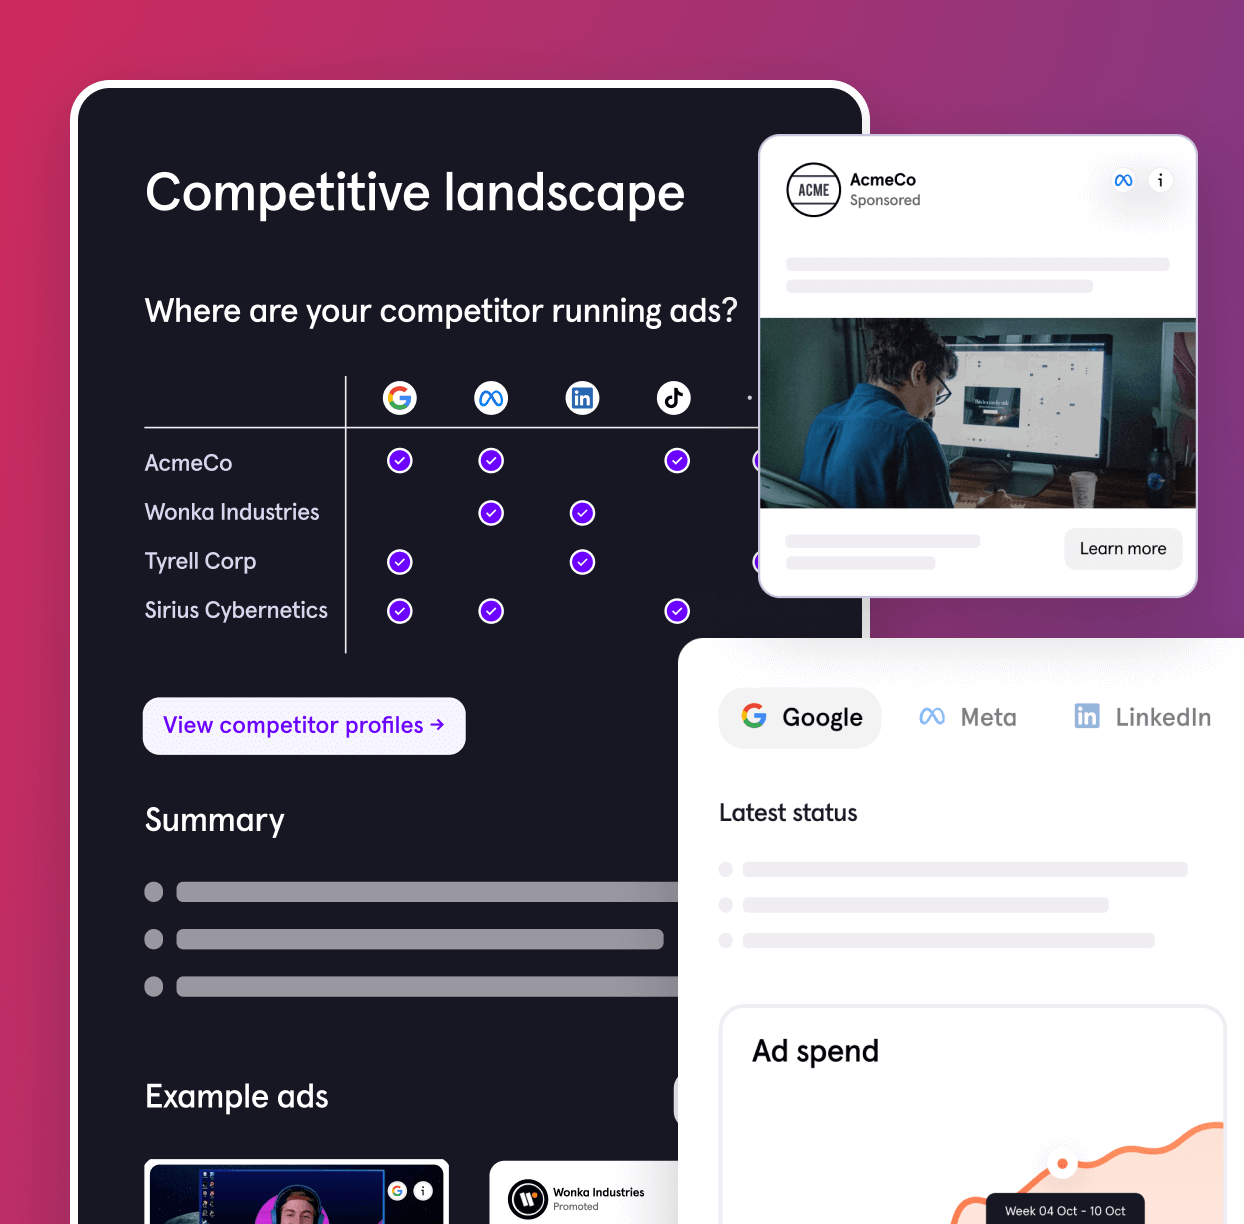 Competitive landscape
Where are your competitor running ads?
AcmeCo
Wonka Industries
Tyrell Corp
Sirius Cybernetics
View competitor profiles →
Summary
Example ads
Wonka Industries
Promoted
ACME
AcmeCo
Sponsored
Learn more
Google
Meta
LinkedIn
Latest status
Ad spend
Week 04 Oct - 10 Oct